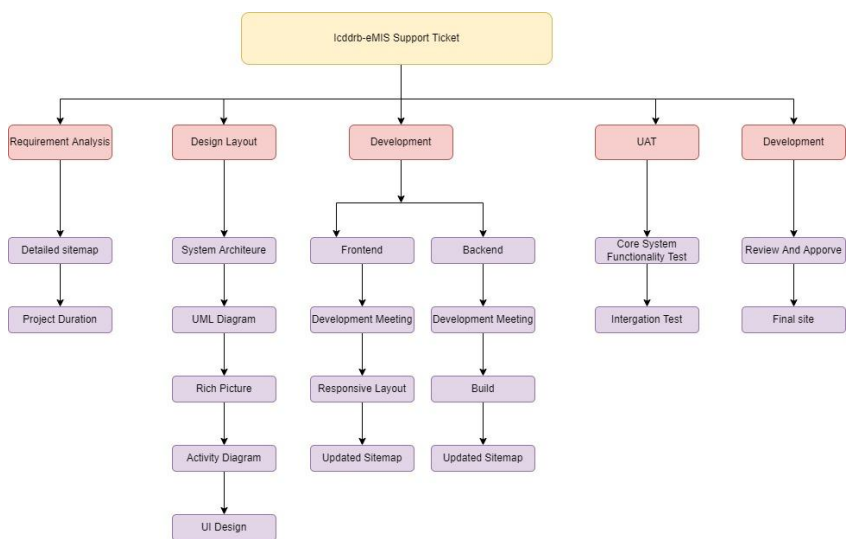 Icddrb-eMIS Support Ticket
Requirement Analysis
Design Layout
Development
UAT
Development
Detailed sitemap
System Architeure
Frontend
Backend
Core System
Functionality Test
Review And Apporve
Project Duration
UML Diagram
Development Meeting
Development Meeting
Intergation Test
Final site
Rich Picture
Responsive Layout
Build
Activity Diagram
Updated Sitemap
Updated Sitemap
UI Design